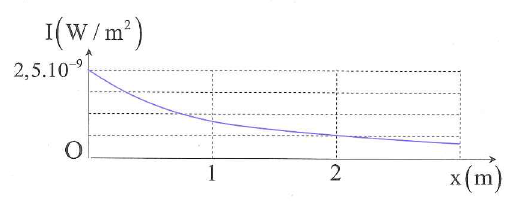 I(W/m²)
2,5.10⁻⁹
O
1 2
x(m)